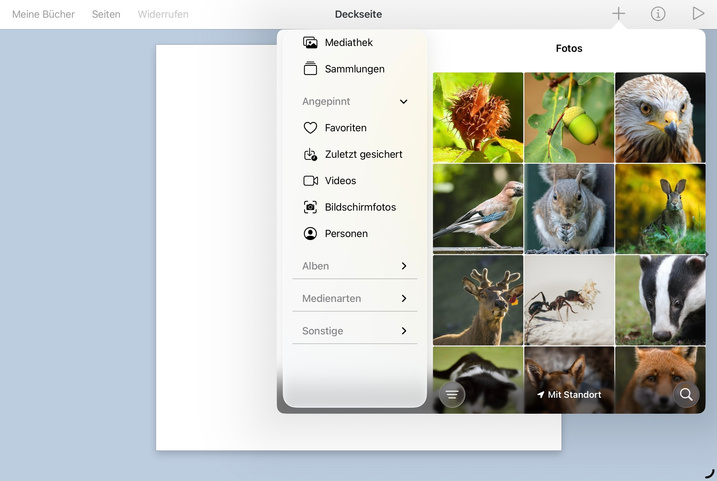 Meine Bücher Seiten Widerrufen Deckseite
Mediathek
Sammlungen
Angepinnt
Favoriten
Zuletzt gesichert
Videos
Bildschirmfotos
Personen
Alben
Medienarten
Sonstige
Fotos
Mit Standort